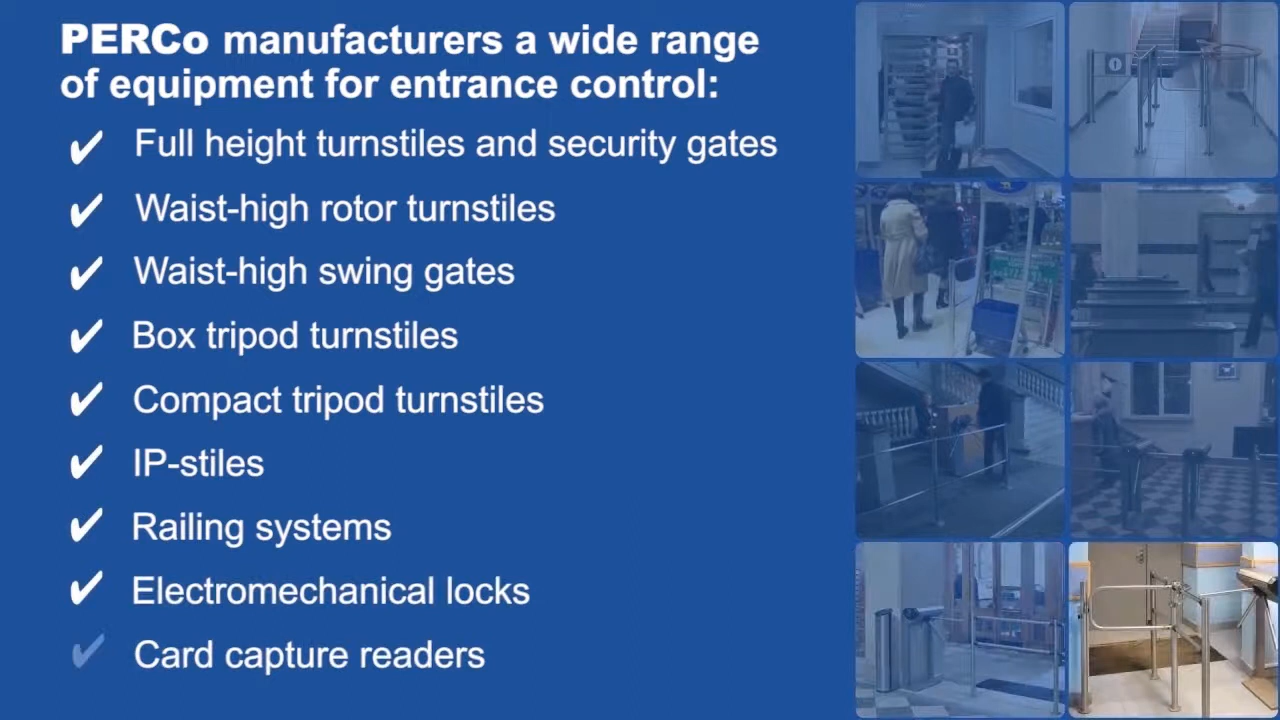 PERCo manufacturers a wide range
of equipment for entrance control:
✔ Full height turnstiles and security gates
✔ Waist-high rotor turnstiles
✔ Waist-high swing gates
✔ Box tripod turnstiles
✔ Compact tripod turnstiles
✔ IP-stiles
✔ Railing systems
✔ Electromechanical locks
✔ Card capture readers